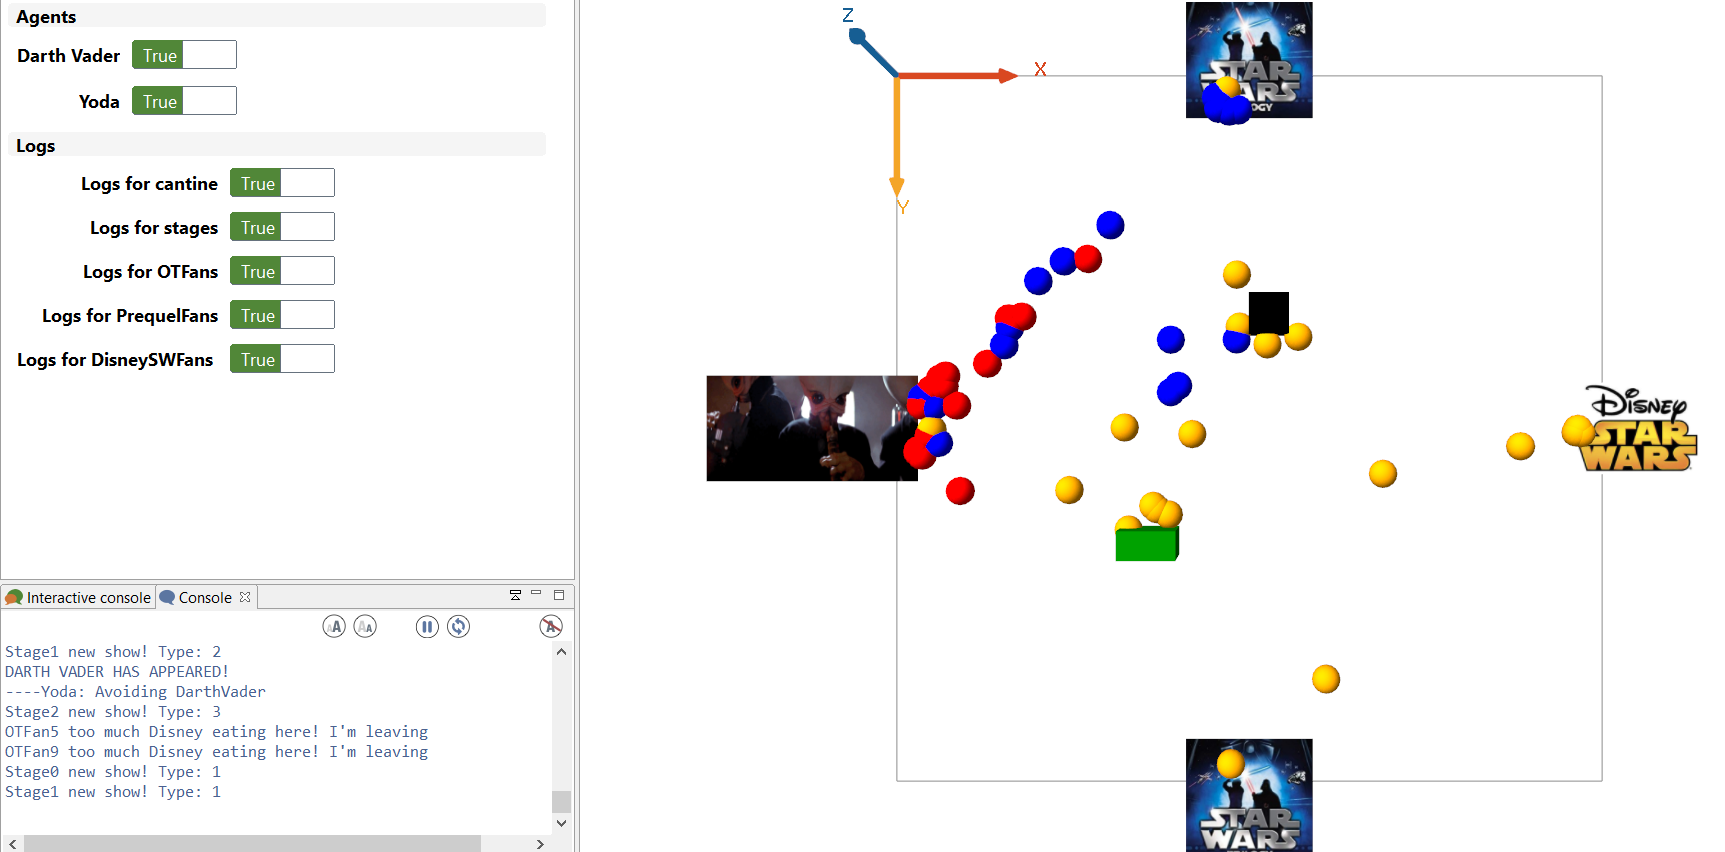 Agents
Darth Vader True
Yoda True
Logs
Logs for cantine True
Logs for stages True
Logs for OTFans True
Logs for PrequelFans True
Logs for DisneySWFans True
Interactive console Console
Stage1 new show! Type: 2
DARTH VADER HAS APPEARED!
----Yoda: Avoiding DarthVader
Stage2 new show! Type: 3
OTFan5 too much Disney eating here! I'm leaving
OTFan9 too much Disney eating here! I'm leaving
Stage0 new show! Type: 1
Stage1 new show! Type: 1
Z
X
Y
STAR
WARS
OGY
DISNEY
STAR
WARS
STAR
WARS